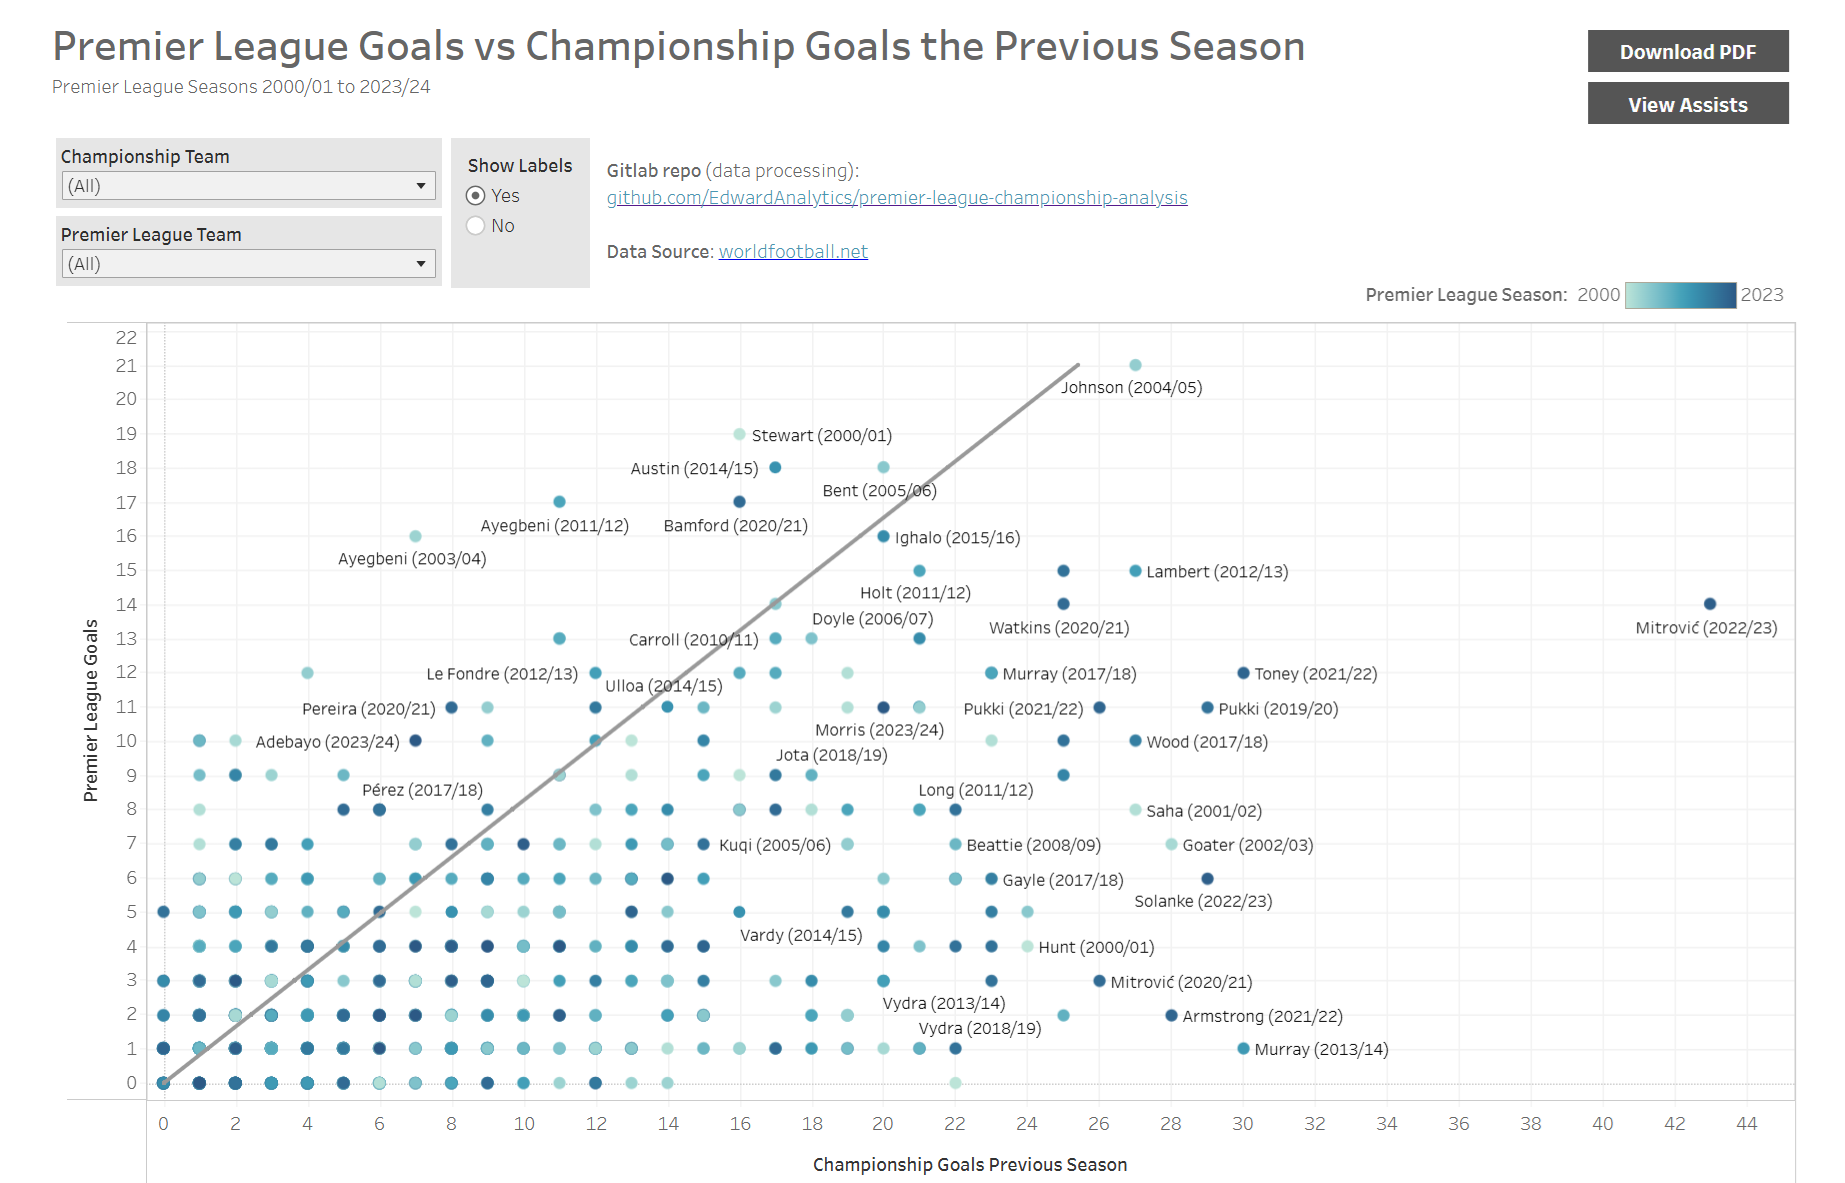 Premier League Goals vs Championship Goals the Previous Season
Premier League Seasons 2000/01 to 2023/24
Download PDF
View Assists
Championship Team
(All)
Premier League Team
(All)
Show Labels
Yes
No
Gitlab repo (data processing):
github.com/EdwardAnalytics/premier-league-championship-analysis
Data Source: worldfootball.net
Premier League Season: 2000 2023
22
21
Johnson (2004/05)
20
19
Stewart (2000/01)
18
Austin (2014/15)
Bent (2005/06)
17
Ayegbeni (2011/12)
Bamford (2020/21)
16
Ighalo (2015/16)
Ayegbeni (2003/04)
15
Lambert (2012/13)
Holt (2011/12)
14
Doyle (2006/07)
Watkins (2020/21)
Mitrović (2022/23)
13
Carroll (2010/11)
12
Le Fondre (2012/13)
Murray (2017/18)
Toney (2021/22)
Ulloa (2014/15)
11
Pereira (2020/21)
Pukki (2021/22)
Pukki (2019/20)
Morris (2023/24)
10
Adebayo (2023/24)
Wood (2017/18)
Jota (2018/19)
9
Pérez (2017/18)
Long (2011/12)
8
Saha (2001/02)
7
Kuqi (2005/06)
Beattie (2008/09)
Goater (2002/03)
6
Gayle (2017/18)
Solanke (2022/23)
5
Vardy (2014/15)
4
Hunt (2000/01)
3
Mitrović (2020/21)
Vydra (2013/14)
2
Armstrong (2021/22)
Vydra (2018/19)
1
Murray (2013/14)
0
Premier League Goals
0 2 4 6 8 10 12 14 16 18 20 22 24 26 28 30 32 34 36 38 40 42 44
Championship Goals Previous Season